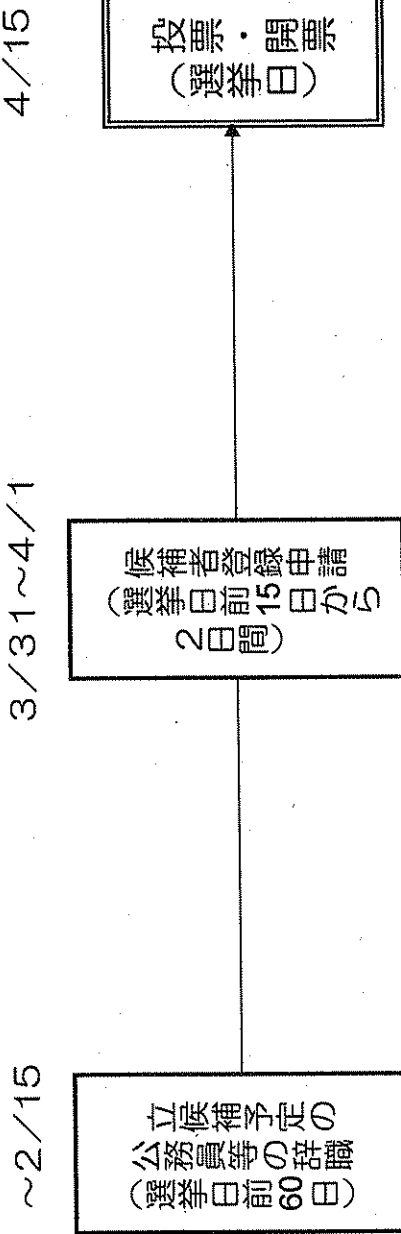 ～2/15
立候補予定の
公務員等の辞職
（選挙日前60日）
3/31～4/1
候補者登録申請
（選挙日前15日から
2日間）
4/15
投票・開票
（選挙日）